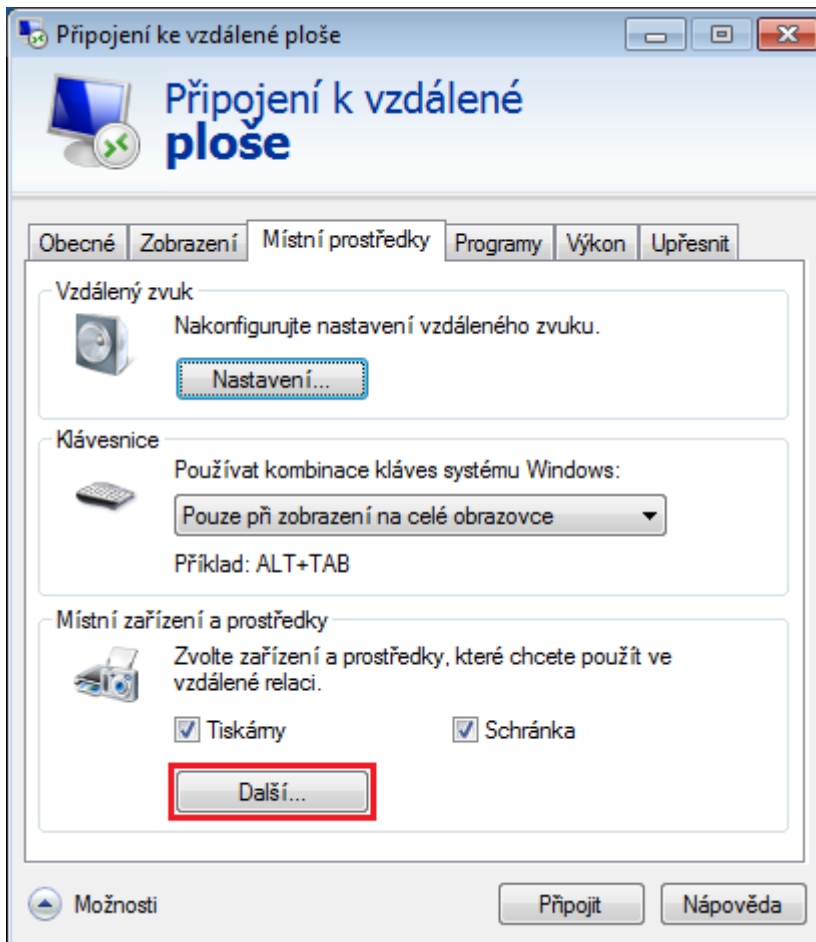 Připojení ke vzdálené ploše
Připojení k vzdálené
ploše
Obecné Zobrazení Místní prostředky Programy Výkon Upřesnit
Vzdálený zvuk
Nakonfigurujte nastavení vzdáleného zvuku.
Nastavení...
Klávesnice
Používat kombinace kláves systému Windows:
Pouze při zobrazení na celé obrazovce
Příklad: ALT+TAB
Místní zařízení a prostředky
Zvolte zařízení a prostředky, které chcete použít ve
vzdálené relaci.
Tiskárny Schránka
Další...
Možnosti Připojit Nápověda